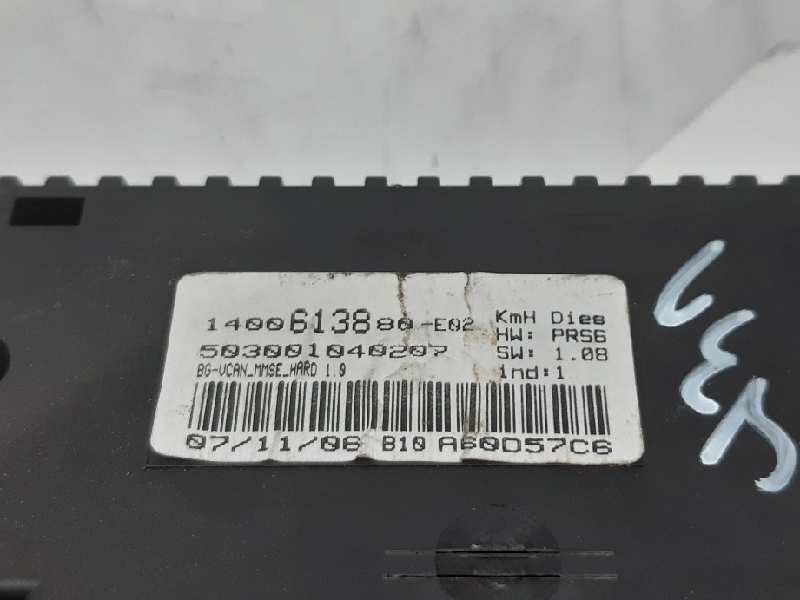 1400613880-E02
503001040207
BG-VCAN_MMSE_HARD 1.9
KmH Dies
HW: PRS6
SW: 1.08
ind:1
07/11/06 B10 A60D57C6